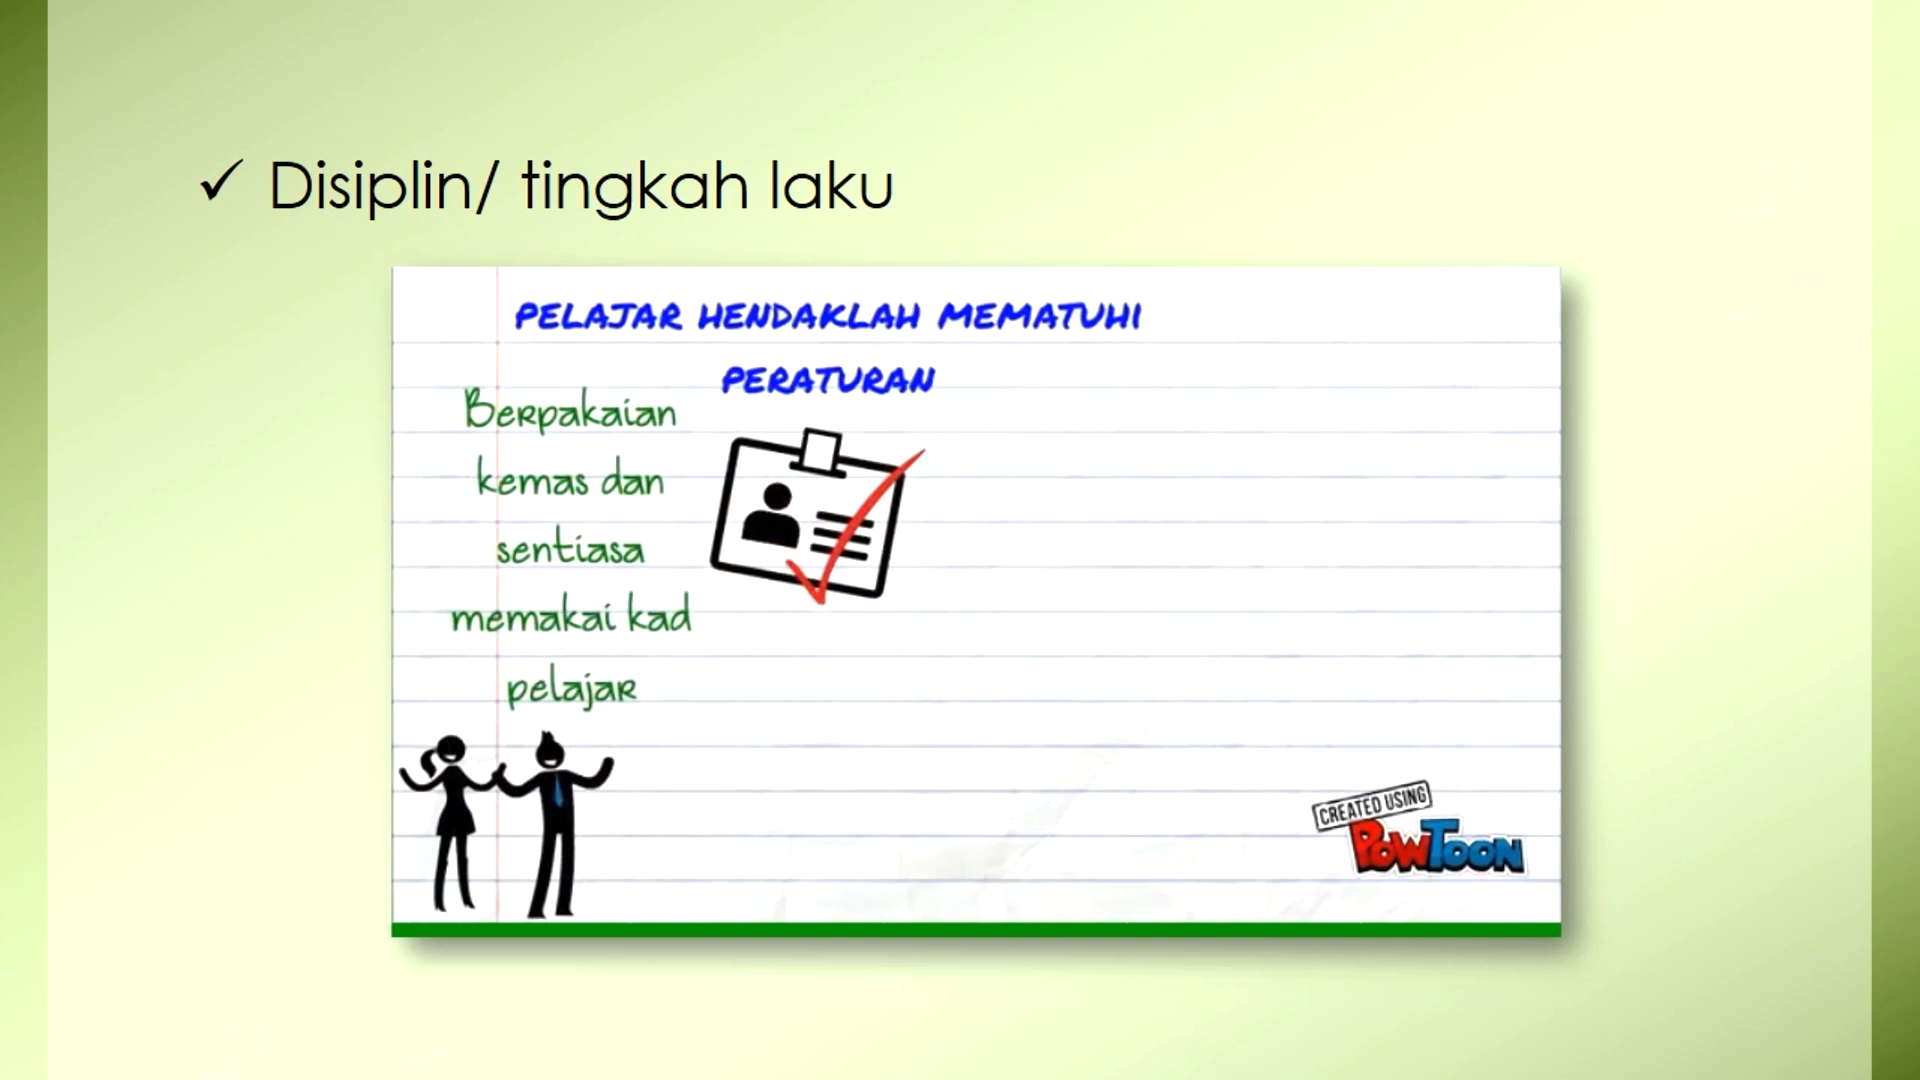 Disiplin/ tingkah laku
PELAJAR HENDAKLAH MEMATUHI
PERATURAN
Berpakaian
kemas dan
sentiasa
memakai kad
pelajar
CREATED USING
POWTOON